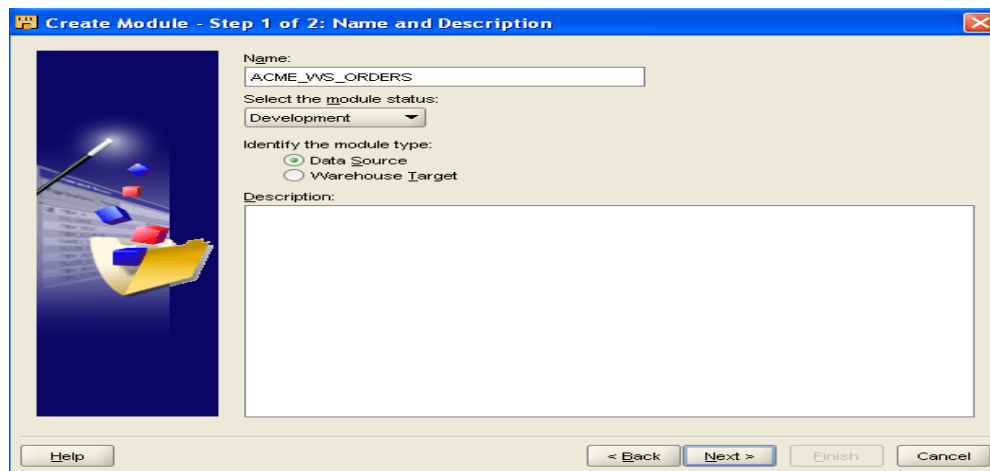 Create Module - Step 1 of 2: Name and Description
Name:
ACME_WS_ORDERS
Select the module status:
Development
Identify the module type:
Data Source
Warehouse Target
Description:
Help
< Back
Next >
Finish
Cancel